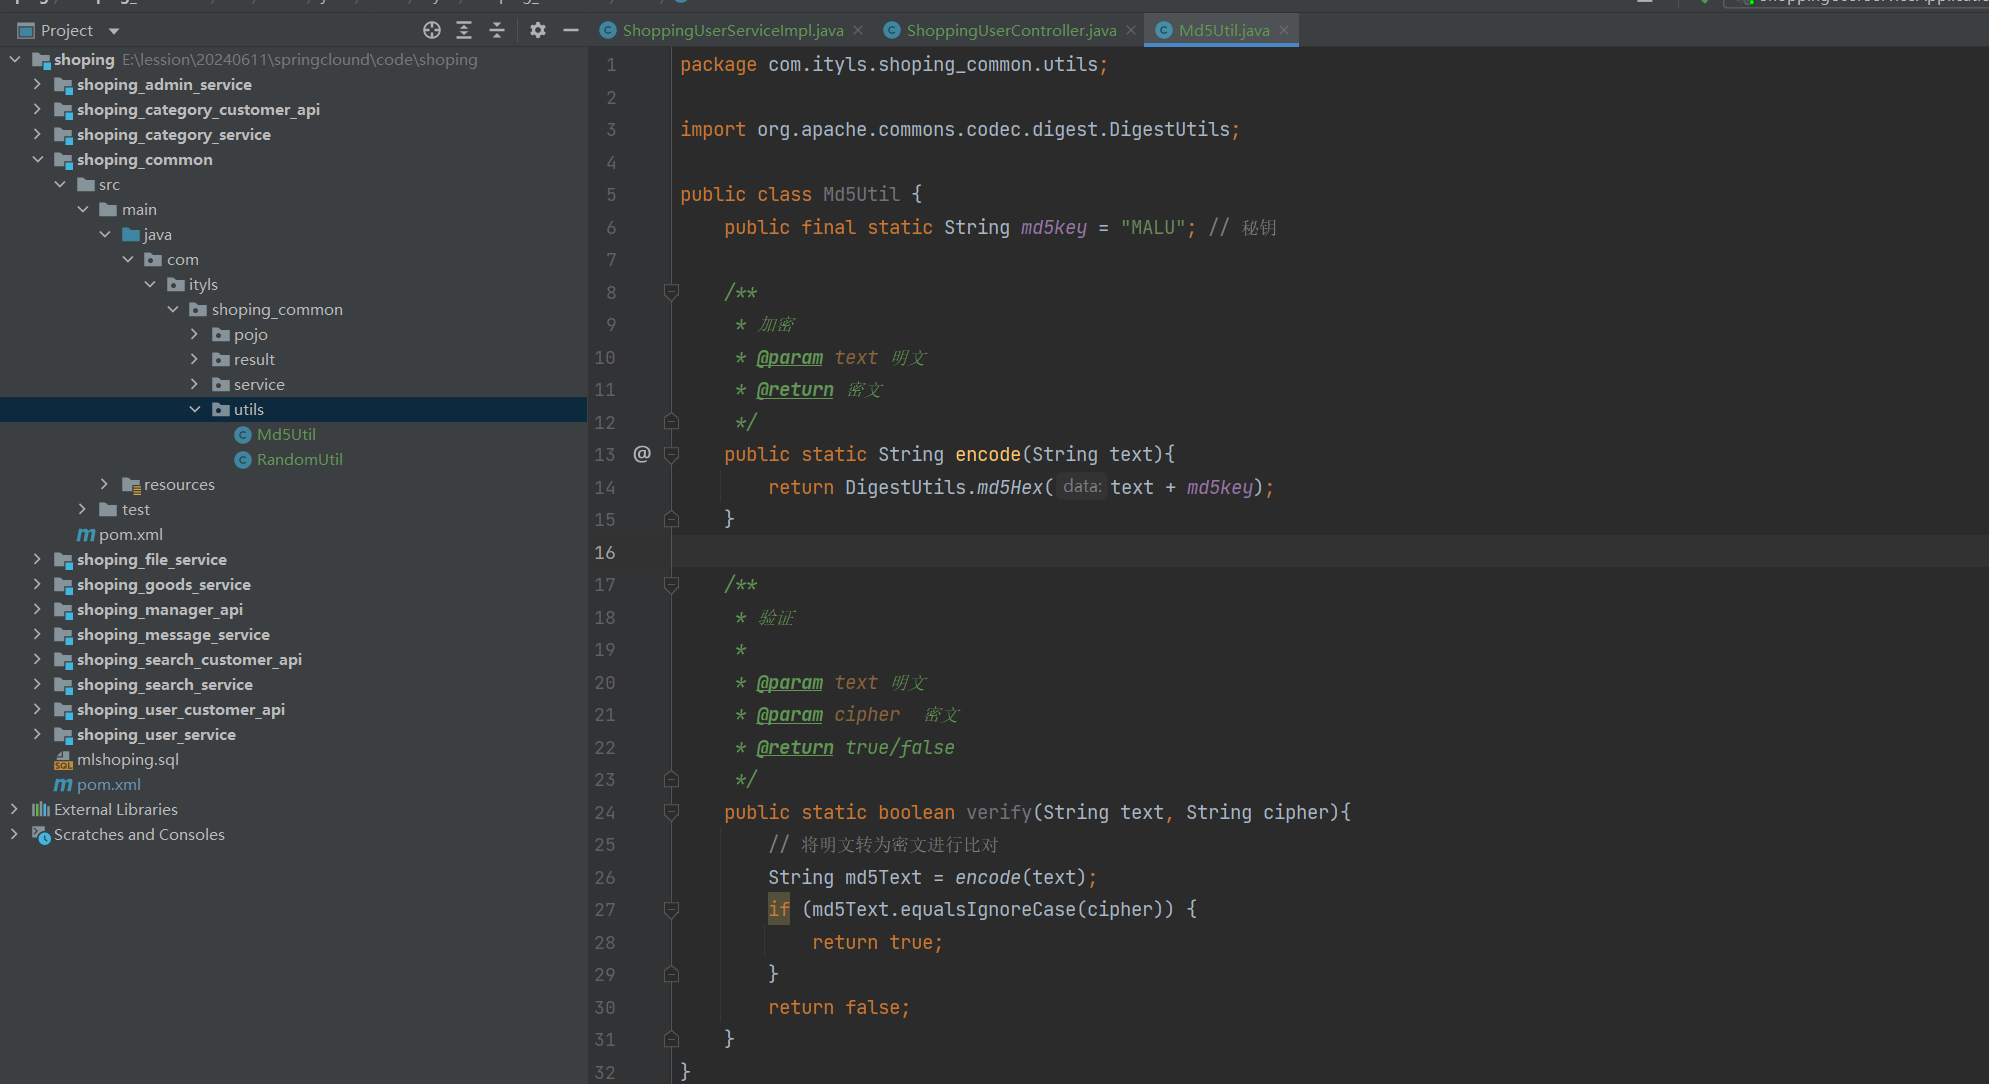 Project
shoping E:\lession\20240611\springclound\code\shoping
shoping_admin_service
shoping_category_customer_api
shoping_category_service
shoping_common
src
main
java
com
ityls
shoping_common
pojo
result
service
utils
Md5Util
RandomUtil
resources
test
pom.xml
shoping_file_service
shoping_goods_service
shoping_manager_api
shoping_message_service
shoping_search_customer_api
shoping_search_service
shoping_user_customer_api
shoping_user_service
mlshoping.sql
pom.xml
External Libraries
Scratches and Consoles
ShoppingUserServiceImpl.java
ShoppingUserController.java
Md5Util.java
1 package com.ityls.shoping_common.utils;
2
3 import org.apache.commons.codec.digest.DigestUtils;
4
5 public class Md5Util {
6 public final static String md5key = "MALU"; // 秘钥
7
8 /**
9 * 加密
10 * @param text 明文
11 * @return 密文
12 */
13 @ public static String encode(String text){
14 return DigestUtils.md5Hex( data: text + md5key);
15 }
16
17 /**
18 * 验证
19 *
20 * @param text 明文
21 * @param cipher 密文
22 * @return true/false
23 */
24 public static boolean verify(String text, String cipher){
25 // 将明文转为密文进行比对
26 String md5Text = encode(text);
27 if (md5Text.equalsIgnoreCase(cipher)) {
28 return true;
29 }
30 return false;
31 }
32 }